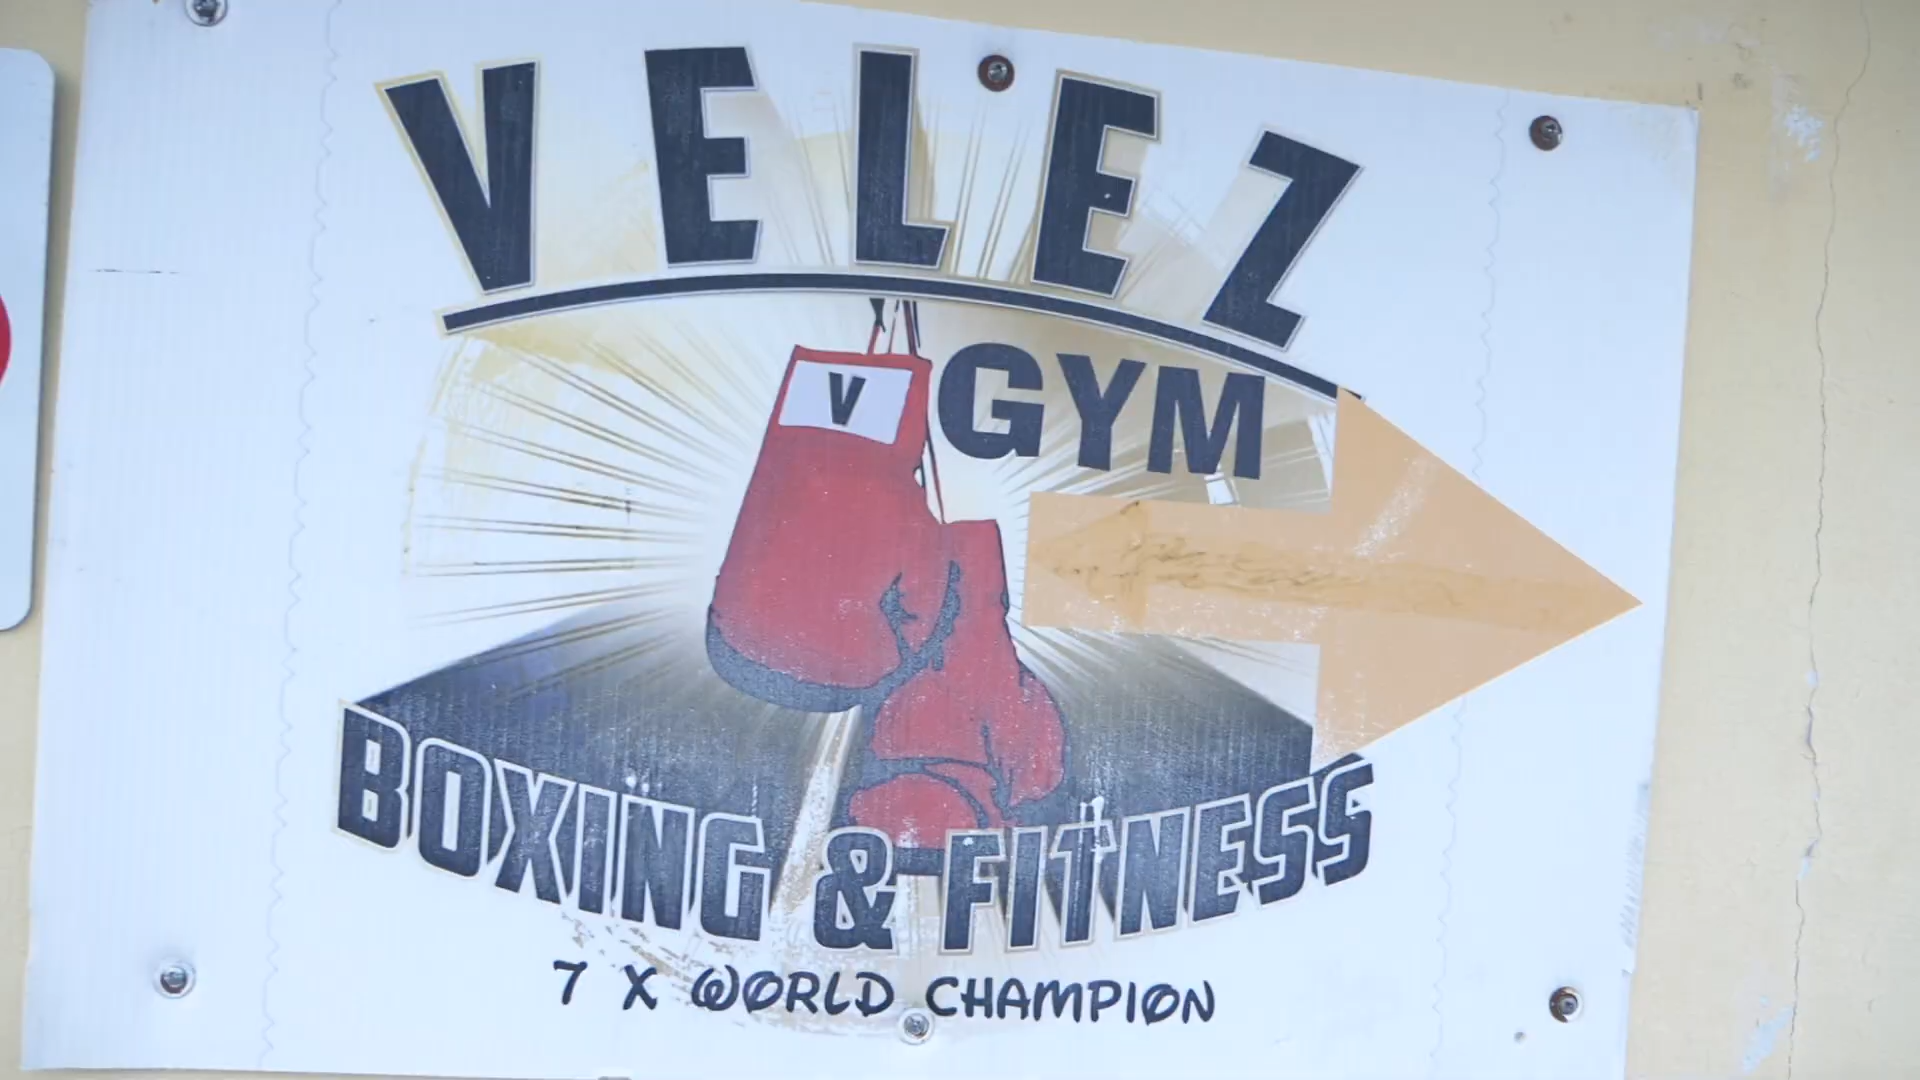 VELEZ
V
GYM
BOXING & FITNESS
7 X WORLD CHAMPION